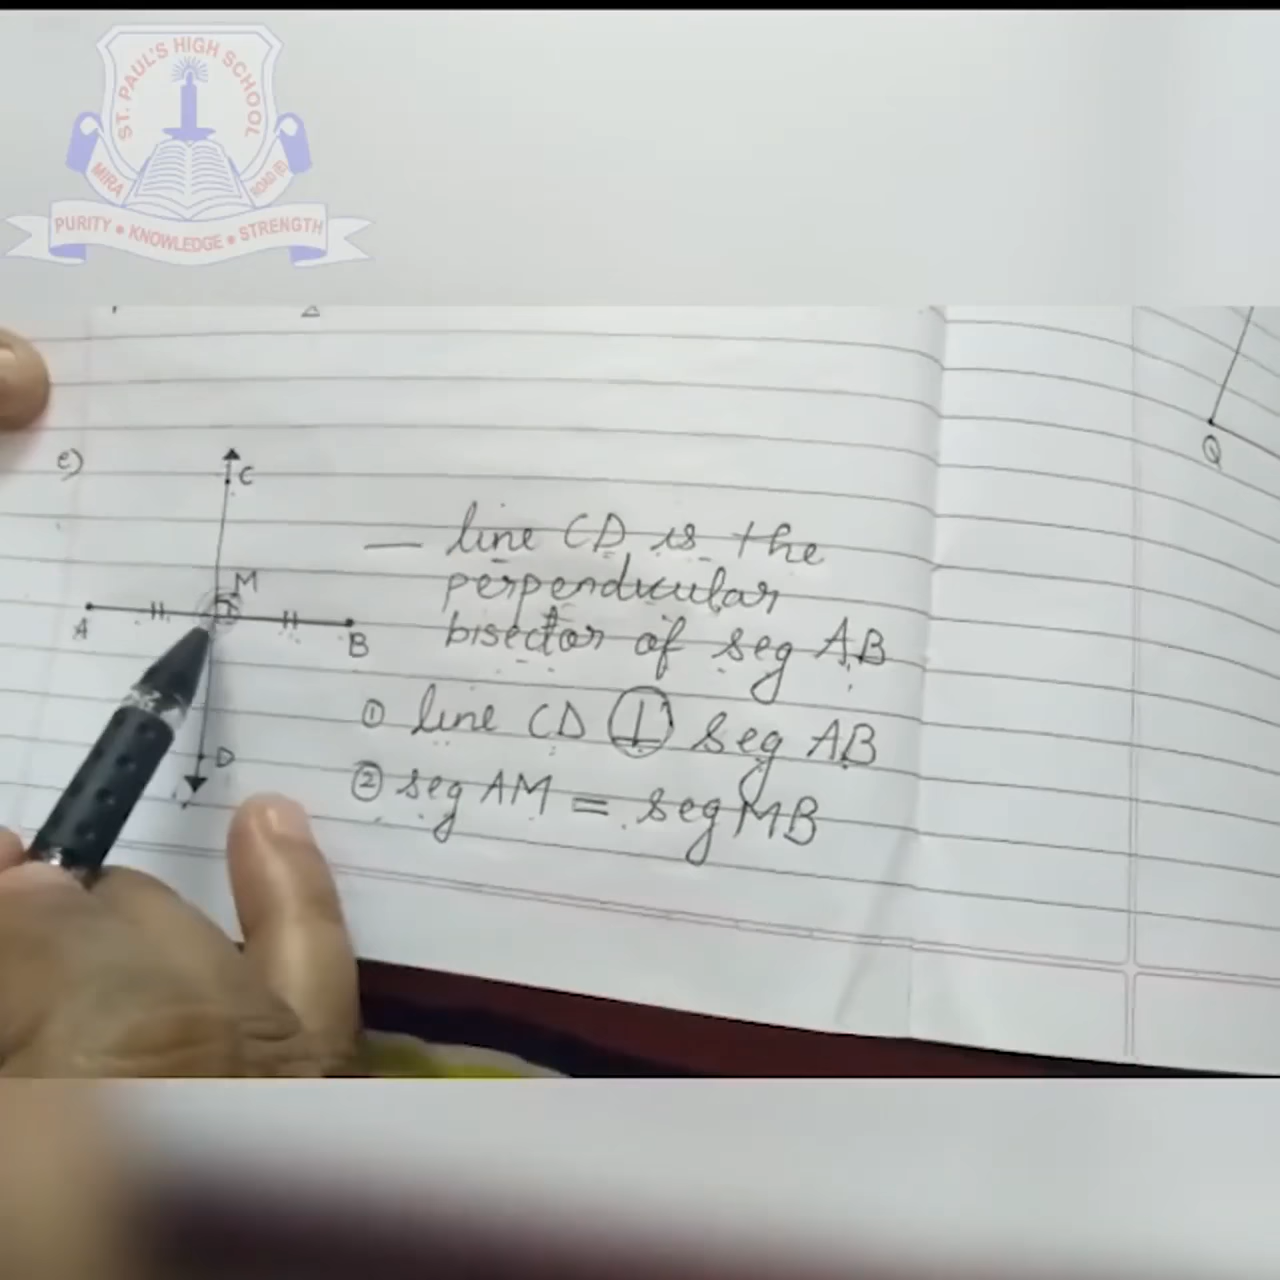 ST. PAUL'S HIGH SCHOOL
MIRA
ROAD (E)
PURITY • KNOWLEDGE • STRENGTH
Q
e)
C
M
A
B
D
— line CD is the
perpendicular
bisector of seg AB
① line CD ⊥ seg AB
② seg AM = seg MB